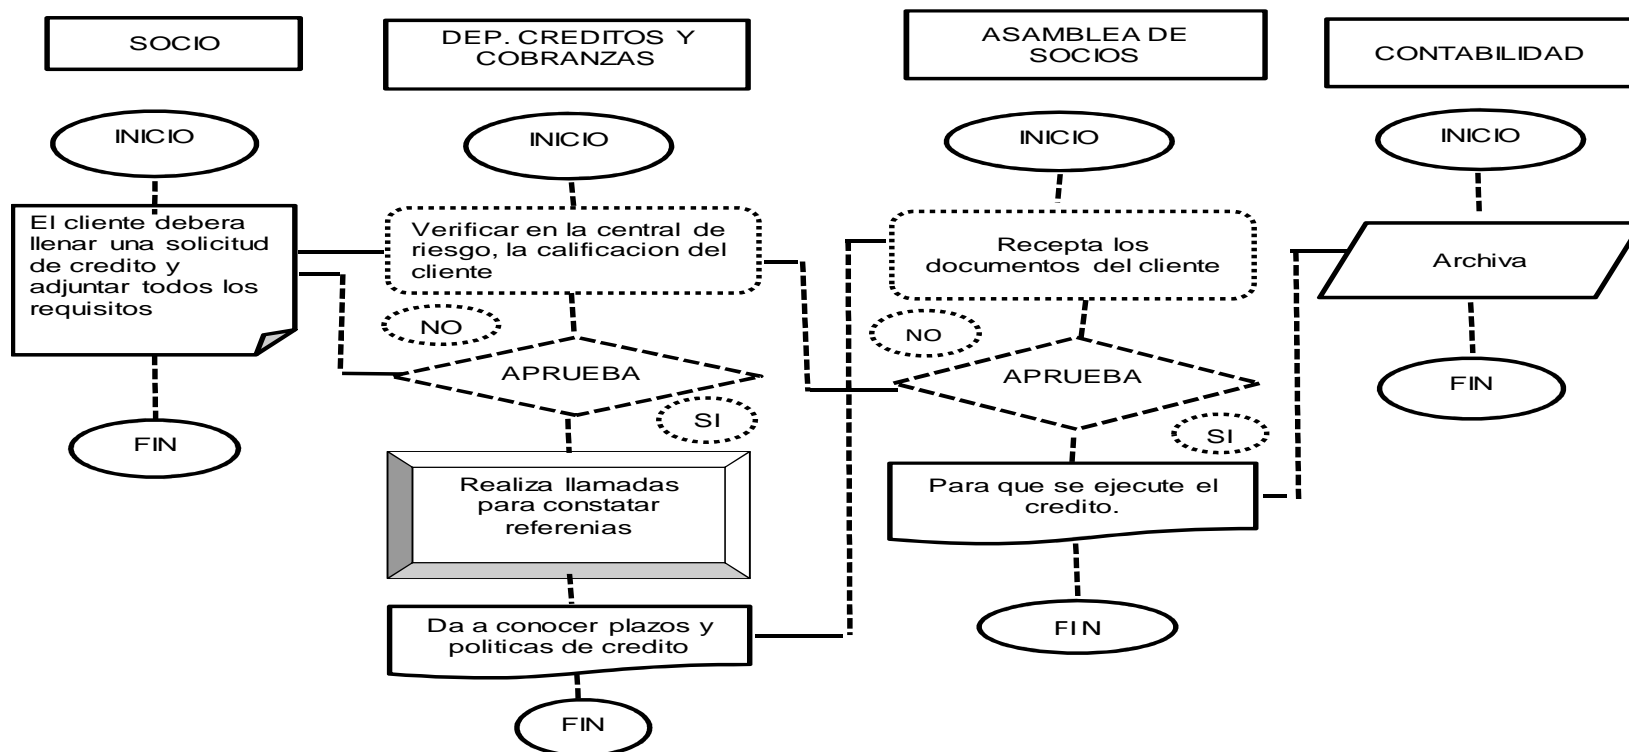 SOCIO
DEP. CREDITOS Y
COBRANZAS
ASAMBLEA DE
SOCIOS
CONTABILIDAD
INICIO
INICIO
INICIO
INICIO
El cliente debera
llenar una solicitud
de credito y
adjuntar todos los
requisitos
Verificar en la central de
riesgo, la calificacion del
cliente
Recepta los
documentos del cliente
Archiva
NO
NO
APRUEBA
APRUEBA
FIN
SI
SI
FIN
Realiza llamadas
para constatar
referenias
Para que se ejecute el
credito.
Da a conocer plazos y
politicas de credito
FIN
FIN